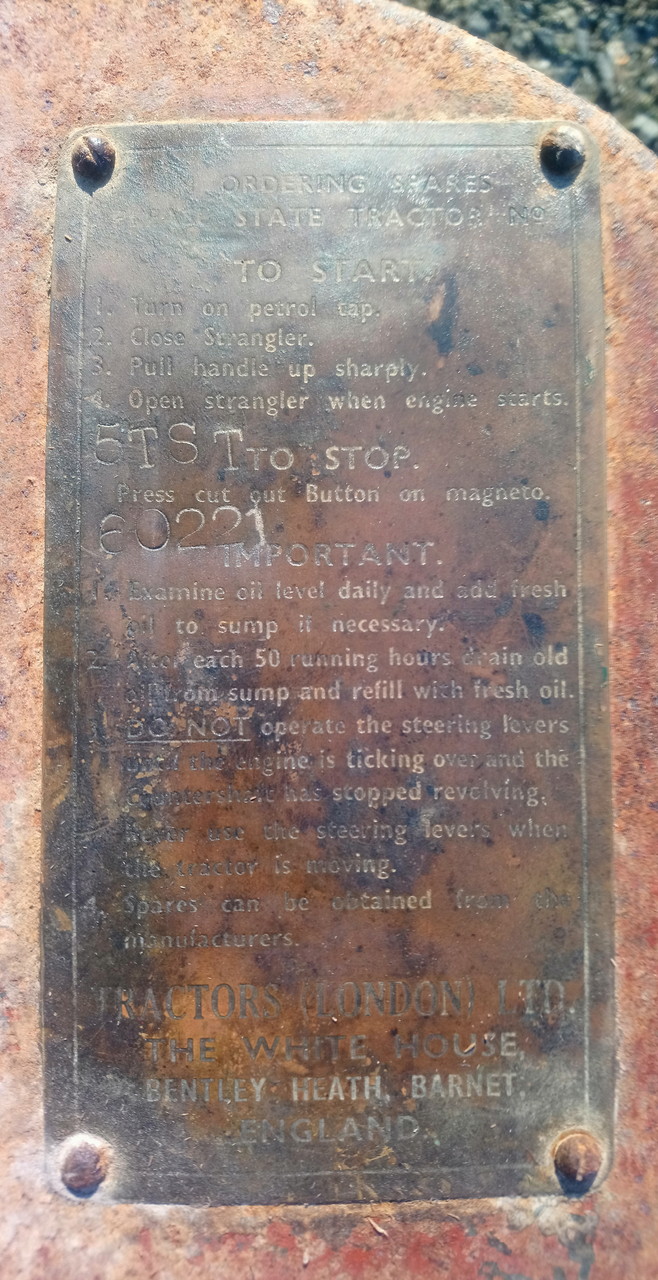 ORDERING SPARES
PLEASE STATE TRACTOR No
TO START.
1. Turn on petrol tap.
2. Close Strangler.
3. Pull handle up sharply.
4. Open strangler when engine starts.
5TST TO STOP.
Press cut out Button on magneto.
60221
IMPORTANT.
1. Examine oil level daily and add fresh
oil to sump if necessary.
2. After each 50 running hours drain old
oil from sump and refill with fresh oil.
3. DO NOT operate the steering levers
until the engine is ticking over and the
countershaft has stopped revolving.
Never use the steering levers when
the tractor is moving.
4. Spares can be obtained from the
manufacturers.
TRACTORS (LONDON) LTD.
THE WHITE HOUSE,
BENTLEY HEATH, BARNET,
ENGLAND.